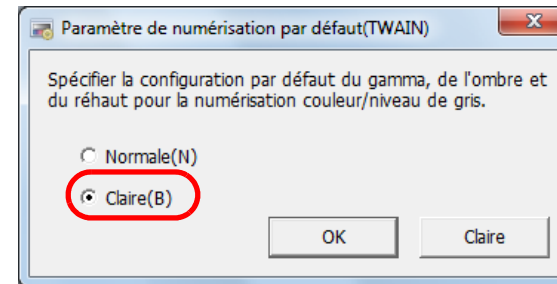 Paramètre de numérisation par défaut(TWAIN)
Spécifier la configuration par défaut du gamma, de l'ombre et
du réhaut pour la numérisation couleur/niveau de gris.
Normale(N)
Claire(B)
OK Claire